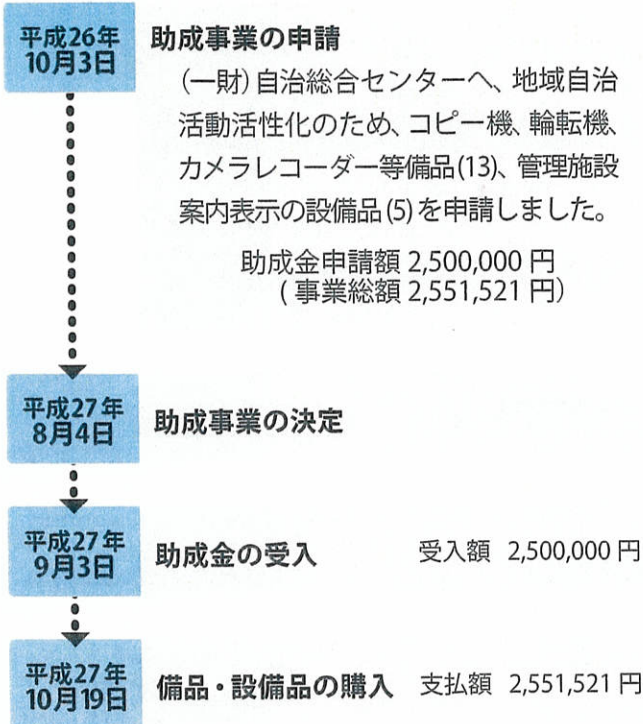 平成26年
10月3日
助成事業の申請
(一財)自治総合センターへ、地域自治
活動活性化のため、コピー機、輪転機、
カメラレコーダー等備品(13)、管理施設
案内表示の設備品(5)を申請しました。
助成金申請額 2,500,000 円
(事業総額 2,551,521 円)
平成27年
8月4日
助成事業の決定
平成27年
9月3日
助成金の受入 受入額 2,500,000 円
平成27年
10月19日
備品・設備品の購入 支払額 2,551,521 円